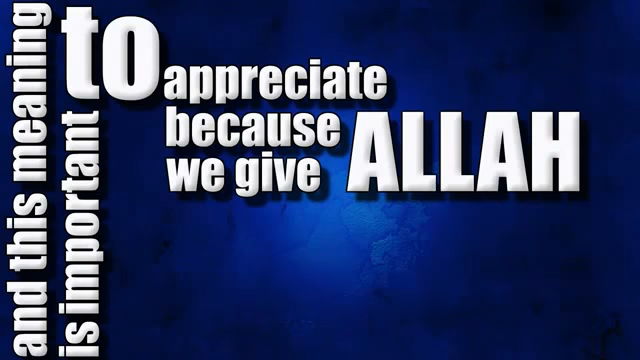 and this meaning
is important
to
appreciate
because
we give
ALLAH